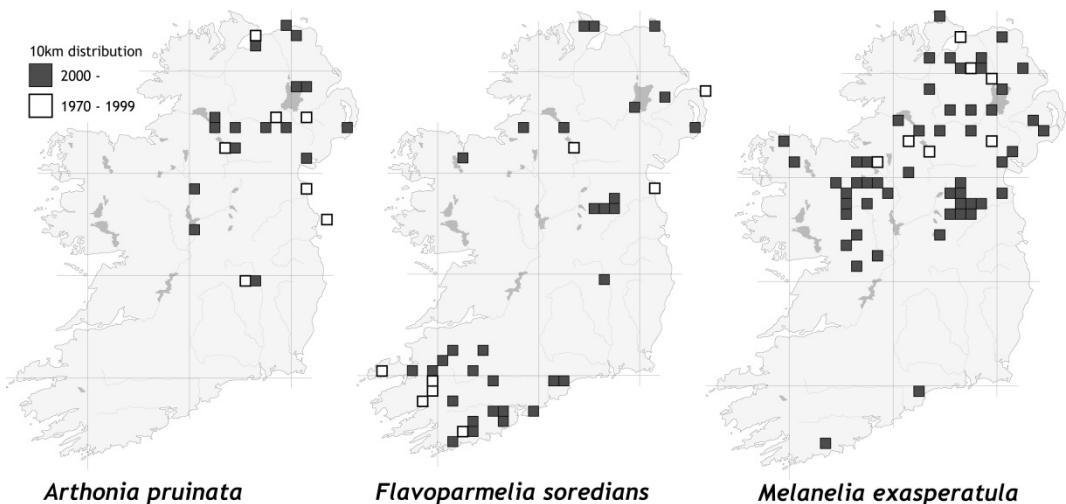 10km distribution
2000 -
1970 - 1999
Arthonia pruinata
Flavoparmelia soredians
Melanelia exasperatula